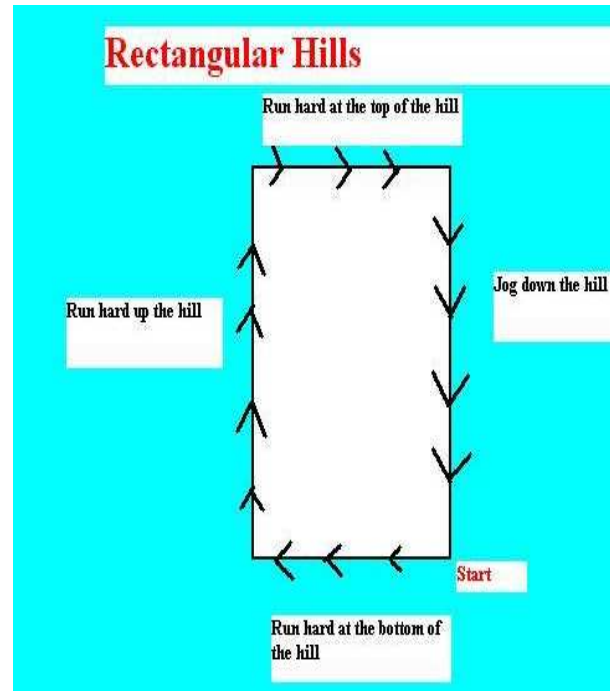 Rectangular Hills
Run hard at the top of the hill
Jog down the hill
Run hard up the hill
Start
Run hard at the bottom of
the hill